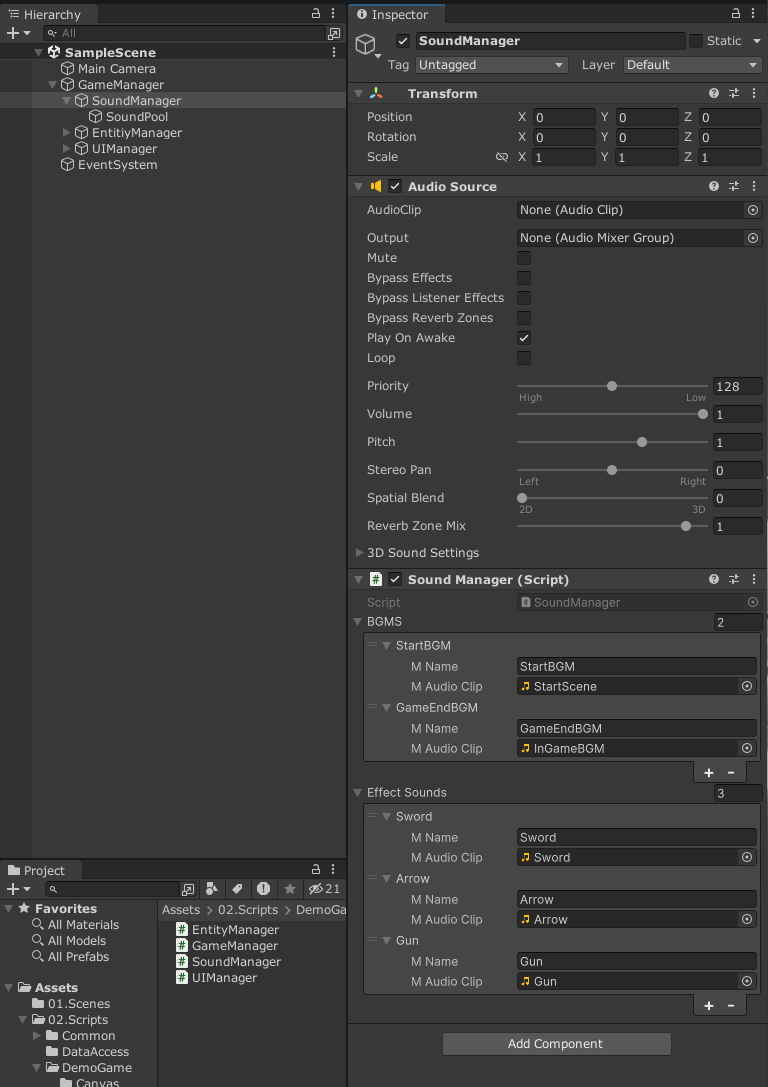 Hierarchy
All
SampleScene
Main Camera
GameManager
SoundManager
SoundPool
EntitiyManager
UIManager
EventSystem
Project
21
Favorites
All Materials
All Models
All Prefabs
Assets
01.Scenes
02.Scripts
Common
DataAccess
DemoGame
Canvas
Assets > 02.Scripts > DemoGa
EntityManager
GameManager
SoundManager
UIManager
Inspector
SoundManager Static
Tag Untagged Layer Default
Transform
Position X 0 Y 0 Z 0
Rotation X 0 Y 0 Z 0
Scale X 1 Y 1 Z 1
Audio Source
AudioClip None (Audio Clip)
Output None (Audio Mixer Group)
Mute
Bypass Effects
Bypass Listener Effects
Bypass Reverb Zones
Play On Awake
Loop
Priority 128
High Low
Volume 1
Pitch 1
Stereo Pan 0
Left Right
Spatial Blend 0
2D 3D
Reverb Zone Mix 1
3D Sound Settings
# Sound Manager (Script)
Script SoundManager
BGMS 2
StartBGM
M Name StartBGM
M Audio Clip StartScene
GameEndBGM
M Name GameEndBGM
M Audio Clip InGameBGM
+ -
Effect Sounds 3
Sword
M Name Sword
M Audio Clip Sword
Arrow
M Name Arrow
M Audio Clip Arrow
Gun
M Name Gun
M Audio Clip Gun
+ -
Add Component